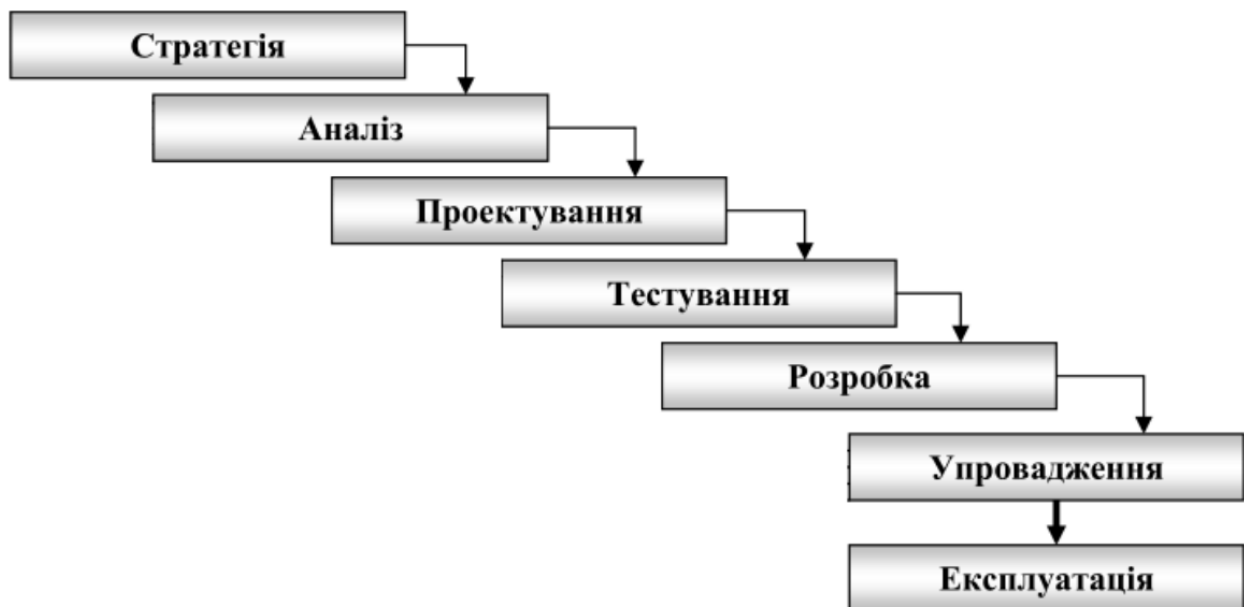 Стратегія
Аналіз
Проектування
Тестування
Розробка
Упровадження
Експлуатація